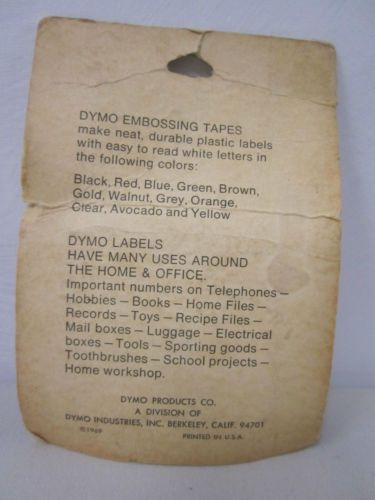 DYMO EMBOSSING TAPES
make neat, durable plastic labels
with easy to read white letters in
the following colors:
Black, Red, Blue, Green, Brown,
Gold, Walnut, Grey, Orange,
Clear, Avocado and Yellow
DYMO LABELS
HAVE MANY USES AROUND
THE HOME & OFFICE.
Important numbers on Telephones —
Hobbies — Books — Home Files —
Records — Toys — Recipe Files —
Mail boxes — Luggage — Electrical
boxes — Tools — Sporting goods —
Toothbrushes — School projects —
Home workshop.
DYMO PRODUCTS CO.
A DIVISION OF
DYMO INDUSTRIES, INC. BERKELEY, CALIF. 94701
©1969 PRINTED IN U.S.A.